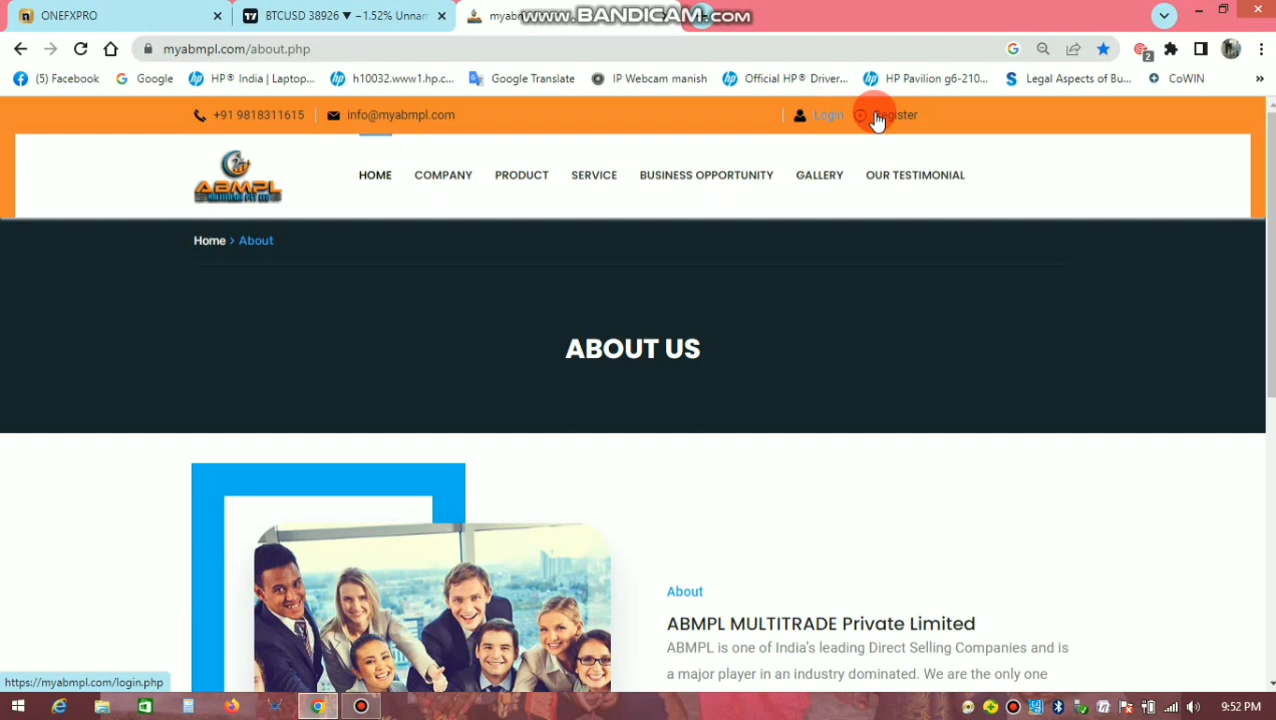 ONEFXPRO
BTCUSD 38926 ▼ −1.52% Unnam
WWW.BANDICAM.COM
myabmpl.com/about.php
2
(5) Facebook
Google
HP® India | Laptop...
h10032.www1.hp.c...
Google Translate
IP Webcam manish
Official HP® Driver...
HP Pavilion g6-210...
Legal Aspects of Bu...
CoWIN
»
+91 9818311615
info@myabmpl.com
Login
Register
ABMPL
HOME
COMPANY
PRODUCT
SERVICE
BUSINESS OPPORTUNITY
GALLERY
OUR TESTIMONIAL
Home > About
ABOUT US
About
ABMPL MULTITRADE Private Limited
ABMPL is one of India's leading Direct Selling Companies and is
a major player in an industry dominated. We are the only one
https://myabmpl.com/login.php
9:52 PM